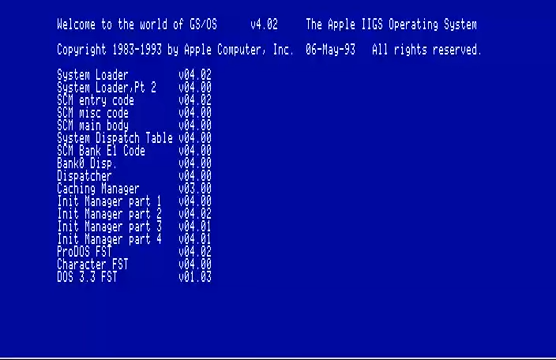 Welcome to the world of GS/OS v4.02 The Apple IIGS Operating System
Copyright 1983-1993 by Apple Computer, Inc. 06-May-93 All rights reserved.
System Loader v04.02
System Loader,Pt 2 v04.00
SCM entry code v04.02
SCM misc code v04.00
SCM main body v04.00
System Dispatch Table v04.00
SCM Bank E1 Code v04.00
Bank0 Disp. v04.00
Dispatcher v04.00
Caching Manager v03.00
Init Manager part 1 v04.00
Init Manager part 2 v04.02
Init Manager part 3 v04.01
Init Manager part 4 v04.01
ProDOS FST v04.02
Character FST v04.00
DOS 3.3 FST v01.03